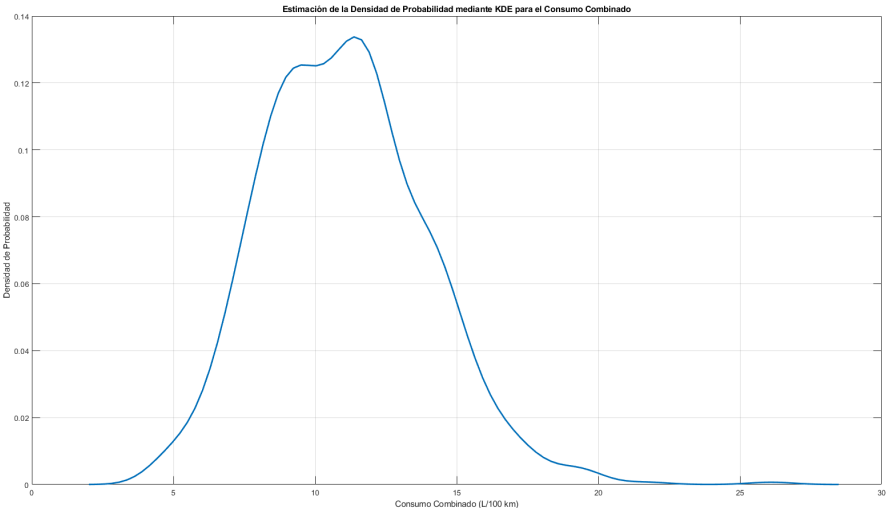 Estimación de la Densidad de Probabilidad mediante KDE para el Consumo Combinado
0.14
0.12
0.1
0.08
0.06
0.04
0.02
0
Densidad de Probabilidad
0 5 10 15 20 25 30
Consumo Combinado (L/100 km)